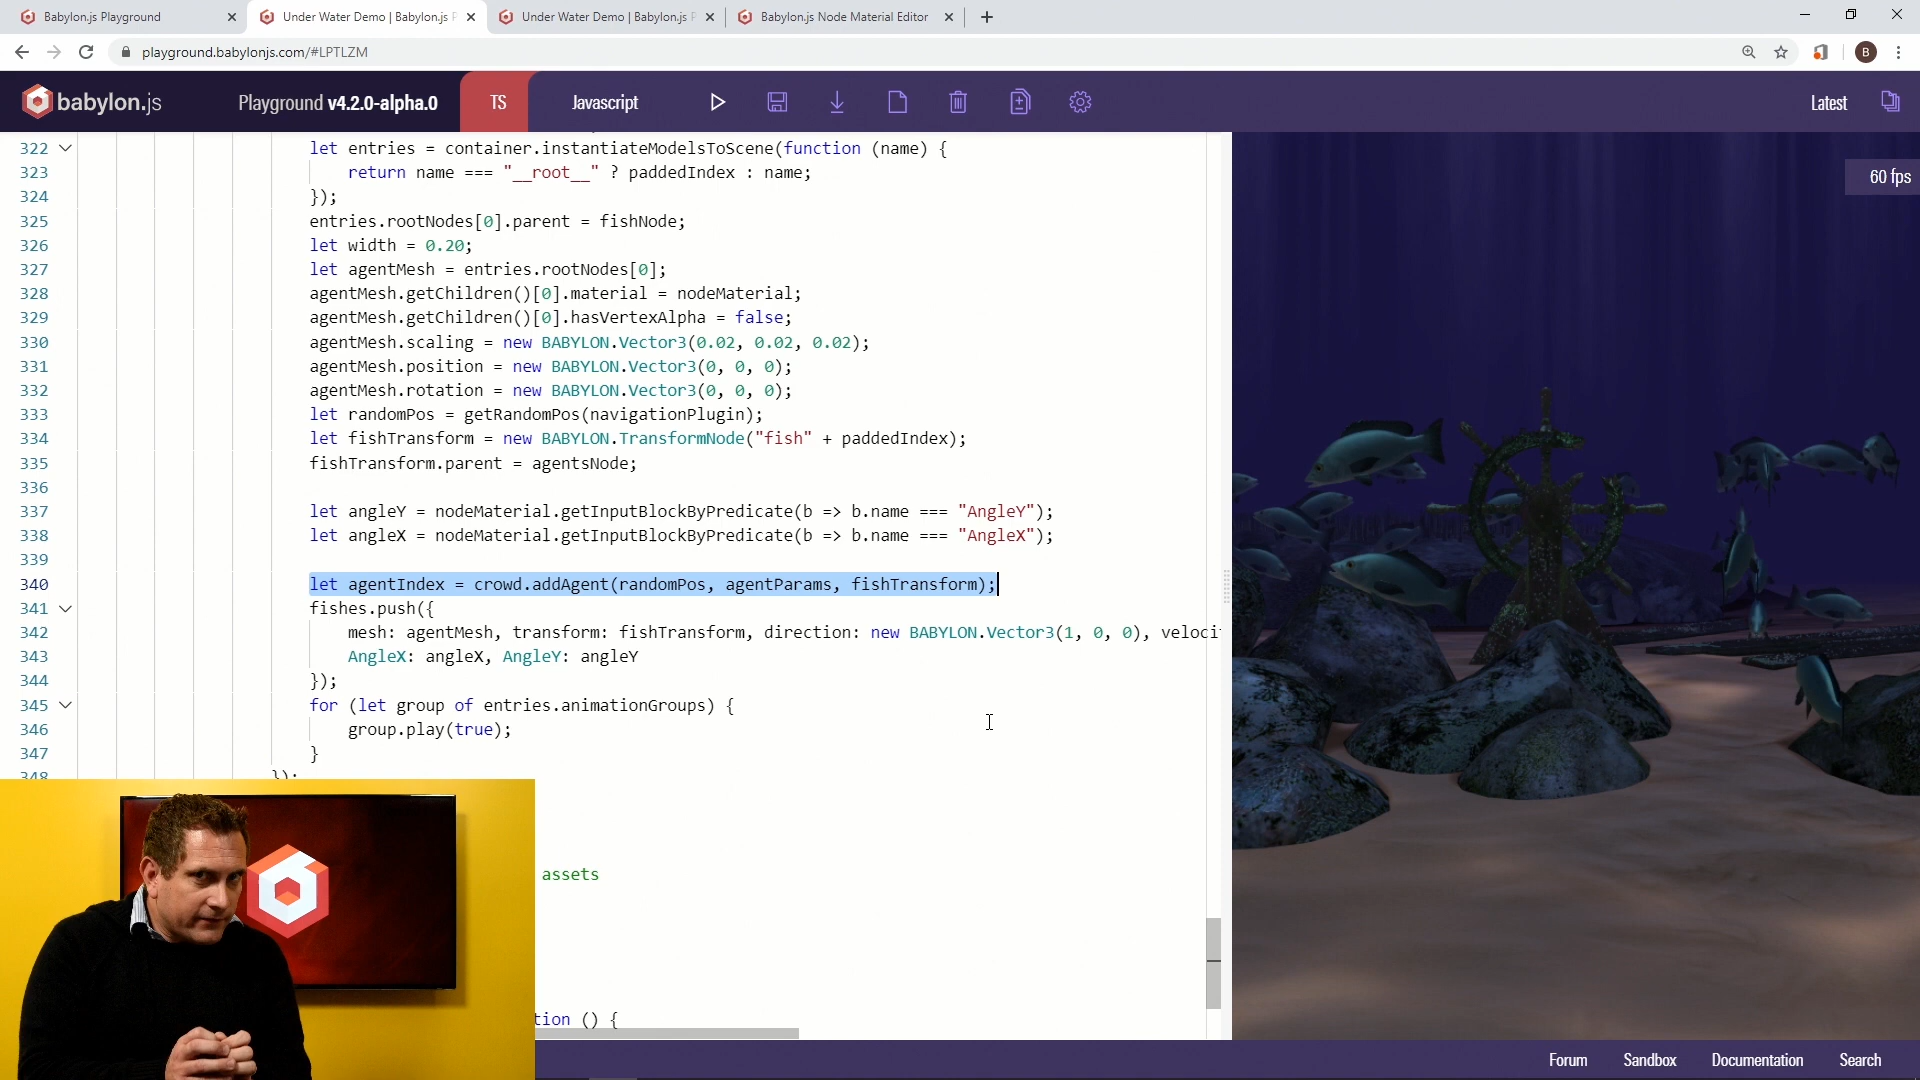 Babylon.js Playground
Under Water Demo | Babylon.js P
Under Water Demo | Babylon.js P
Babylon.js Node Material Editor
playground.babylonjs.com/#LPTLZM
B
babylon.js
Playground v4.2.0-alpha.0
TS
Javascript
Latest
60 fps
322 let entries = container.instantiateModelsToScene(function (name) {
323 return name === "__root__" ? paddedIndex : name;
324 });
325 entries.rootNodes[0].parent = fishNode;
326 let width = 0.20;
327 let agentMesh = entries.rootNodes[0];
328 agentMesh.getChildren()[0].material = nodeMaterial;
329 agentMesh.getChildren()[0].hasVertexAlpha = false;
330 agentMesh.scaling = new BABYLON.Vector3(0.02, 0.02, 0.02);
331 agentMesh.position = new BABYLON.Vector3(0, 0, 0);
332 agentMesh.rotation = new BABYLON.Vector3(0, 0, 0);
333 let randomPos = getRandomPos(navigationPlugin);
334 let fishTransform = new BABYLON.TransformNode("fish" + paddedIndex);
335 fishTransform.parent = agentsNode;
336
337 let angleY = nodeMaterial.getInputBlockByPredicate(b => b.name === "AngleY");
338 let angleX = nodeMaterial.getInputBlockByPredicate(b => b.name === "AngleX");
339
340 let agentIndex = crowd.addAgent(randomPos, agentParams, fishTransform);
341 fishes.push({
342 mesh: agentMesh, transform: fishTransform, direction: new BABYLON.Vector3(1, 0, 0), veloci
343 AngleX: angleX, AngleY: angleY
344 });
345 for (let group of entries.animationGroups) {
346 group.play(true);
347 }
348 });
assets
tion () {
Forum
Sandbox
Documentation
Search